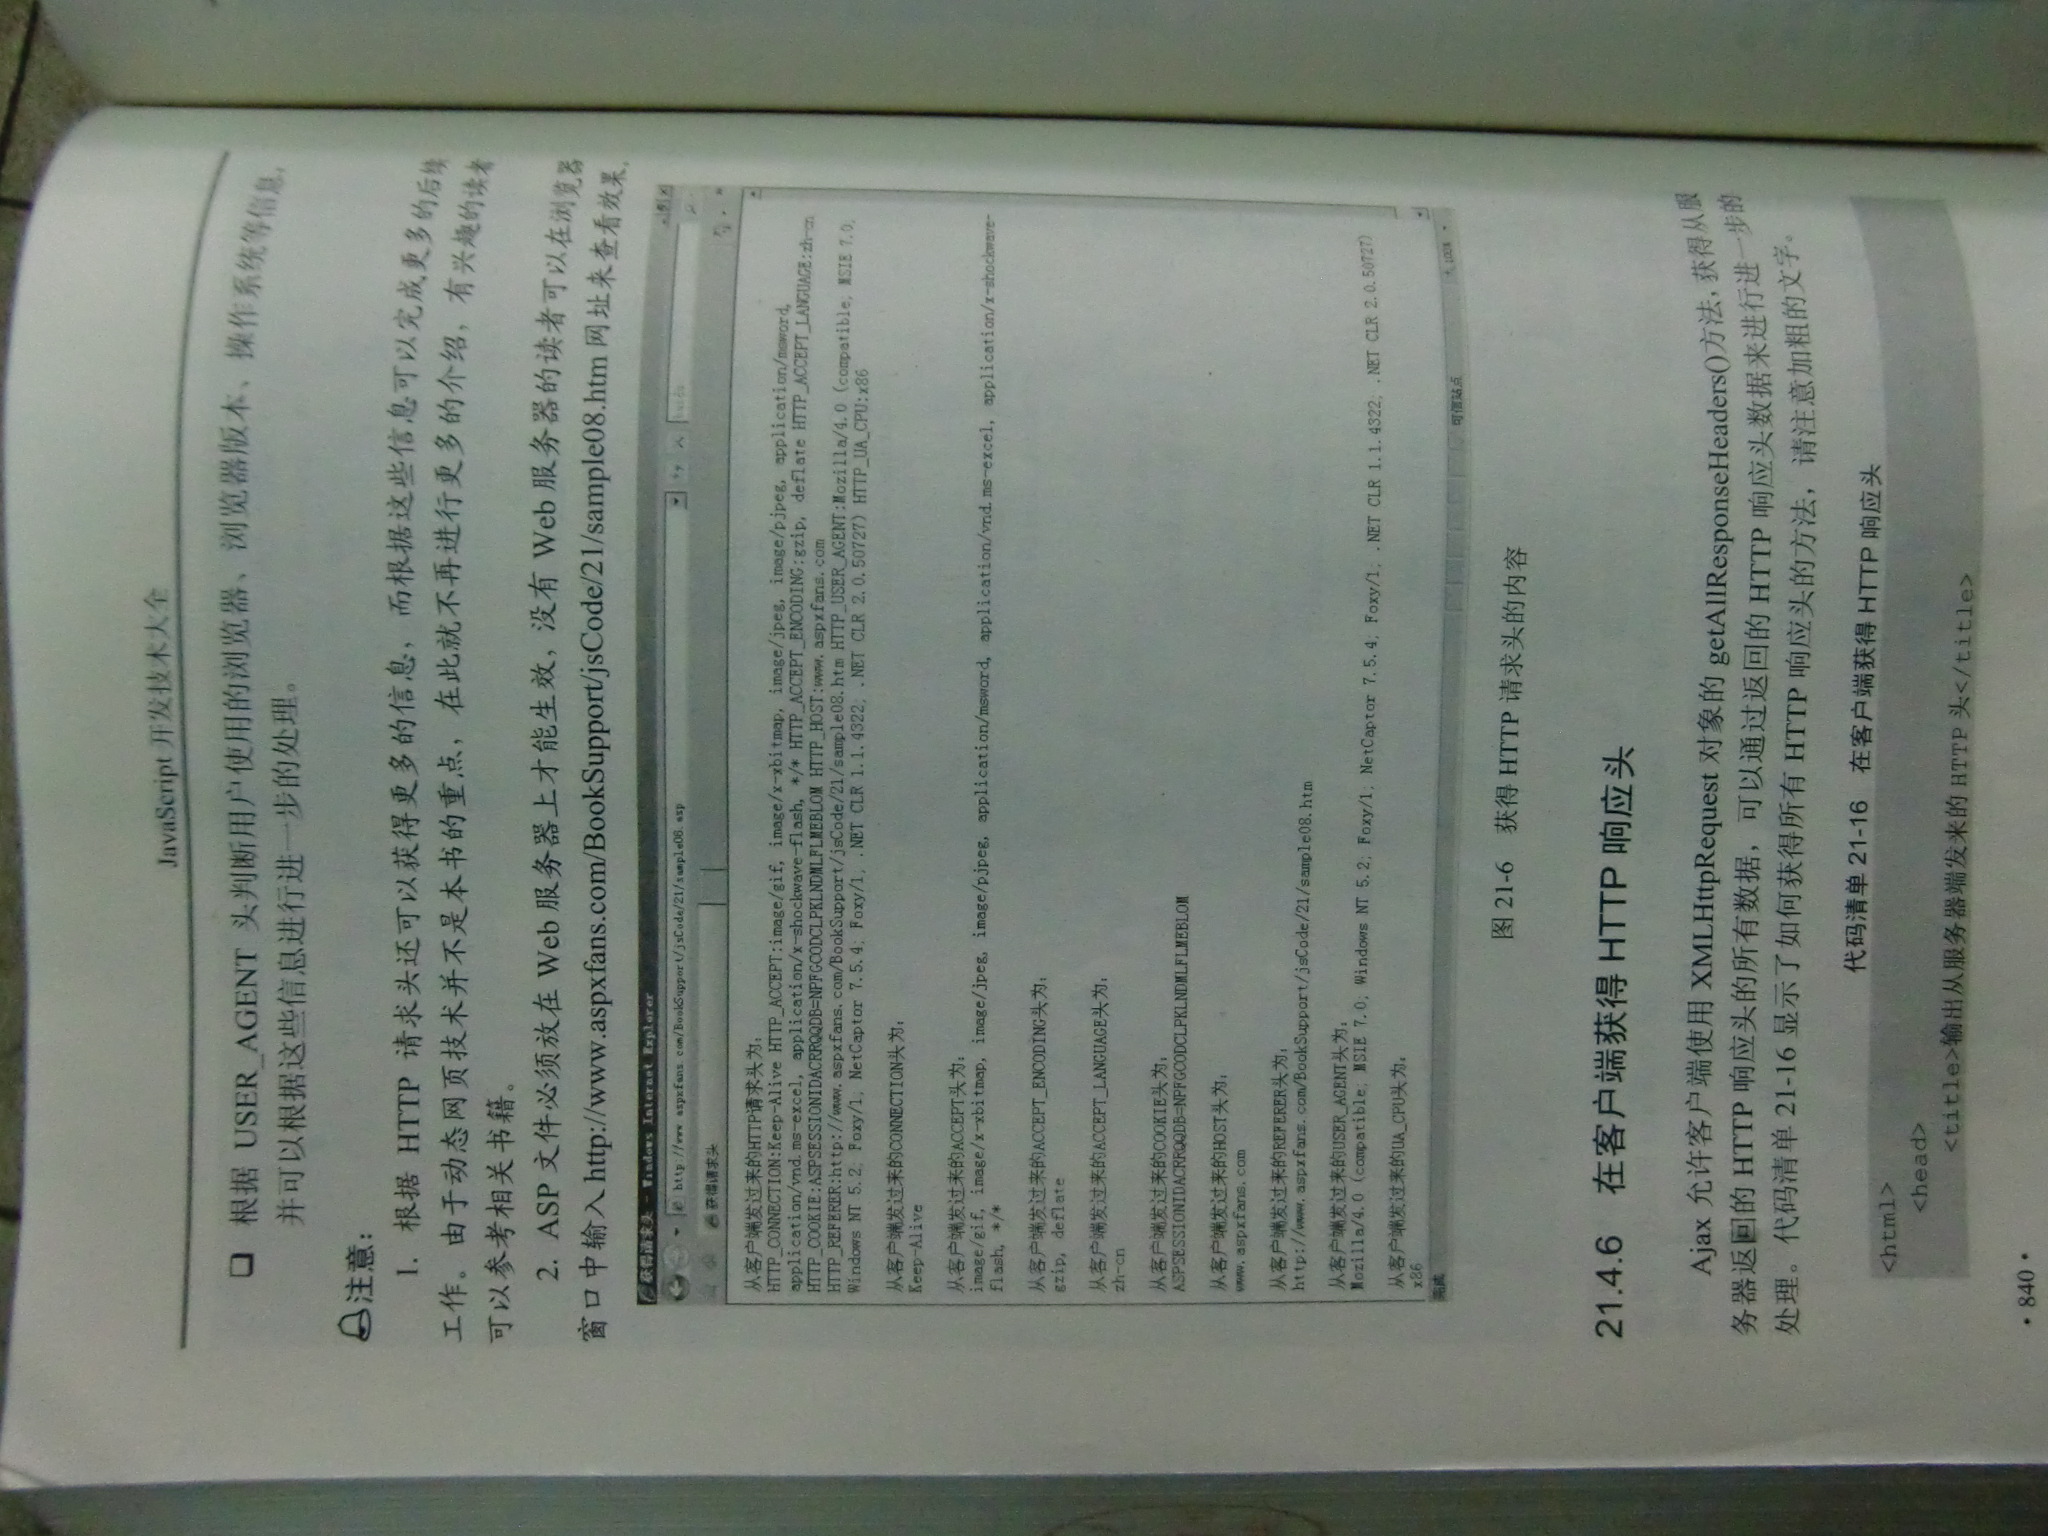 JavaScript 开发技术大全
❑ 根据 USER_AGENT 头判断用户使用的浏览器、浏览器版本、操作系统等信息，
并可以根据这些信息进行进一步的处理。
注意：
1. 根据 HTTP 请求头还可以获得更多的信息，而根据这些信息可以完成更多的后续
工作。由于动态网页技术并不是本书的重点，在此就不再进行更多的介绍，有兴趣的读者
可以参考相关书籍。
2. ASP 文件必须放在 Web 服务器上才能生效，没有 Web 服务器的读者可以在浏览器
窗口中输入 http://www.aspxfans.com/BookSupport/jsCode/21/sample08.htm 网址来查看效果。
获得请求头 - Windows Internet Explorer
http://www.aspxfans.com/BookSupport/jsCode/21/sample08.asp
获得请求头
从客户端发过来的HTTP请求头为：
HTTP_CONNECTION:Keep-Alive HTTP_ACCEPT:image/gif, image/x-xbitmap, image/jpeg, image/pjpeg, application/msword,
application/vnd.ms-excel, application/x-shockwave-flash, */* HTTP_ACCEPT_ENCODING:gzip, deflate HTTP_ACCEPT_LANGUAGE:zh-cn
HTTP_COOKIE:ASPSESSIONIDACRRQQDB=NPFGCODCLPKLNDMLFLMEBLOM HTTP_HOST:www.aspxfans.com
HTTP_REFERER:http://www.aspxfans.com/BookSupport/jsCode/21/sample08.htm HTTP_USER_AGENT:Mozilla/4.0 (compatible; MSIE 7.0;
Windows NT 5.2; Foxy/1; NetCaptor 7.5.4; Foxy/1; .NET CLR 1.1.4322; .NET CLR 2.0.50727) HTTP_UA_CPU:x86
从客户端发过来的CONNECTION头为：
Keep-Alive
从客户端发过来的ACCEPT头为：
image/gif, image/x-xbitmap, image/jpeg, image/pjpeg, application/msword, application/vnd.ms-excel, application/x-shockwave-
flash, */*
从客户端发过来的ACCEPT_ENCODING头为：
gzip, deflate
从客户端发过来的ACCEPT_LANGUAGE头为：
zh-cn
从客户端发过来的COOKIE头为：
ASPSESSIONIDACRRQQDB=NPFGCODCLPKLNDMLFLMEBLOM
从客户端发过来的HOST头为：
www.aspxfans.com
从客户端发过来的REFERER头为：
http://www.aspxfans.com/BookSupport/jsCode/21/sample08.htm
从客户端发过来的USER_AGENT头为：
Mozilla/4.0 (compatible; MSIE 7.0; Windows NT 5.2; Foxy/1; NetCaptor 7.5.4; Foxy/1; .NET CLR 1.1.4322; .NET CLR 2.0.50727)
从客户端发过来的UA_CPU头为：
x86
完成 可信站点 100%
图 21-6 获得 HTTP 请求头的内容
21.4.6 在客户端获得 HTTP 响应头
Ajax 允许客户端使用 XMLHttpRequest 对象的 getAllResponseHeaders()方法，获得从服
务器返回的 HTTP 响应头的所有数据，可以通过返回的 HTTP 响应头数据来进行进一步的
处理。代码清单 21-16 显示了如何获得所有 HTTP 响应头的方法，请注意加粗的文字。
代码清单 21-16 在客户端获得 HTTP 响应头
<html>
<head>
<title>输出从服务器端发来的 HTTP 头</title>
· 840 ·